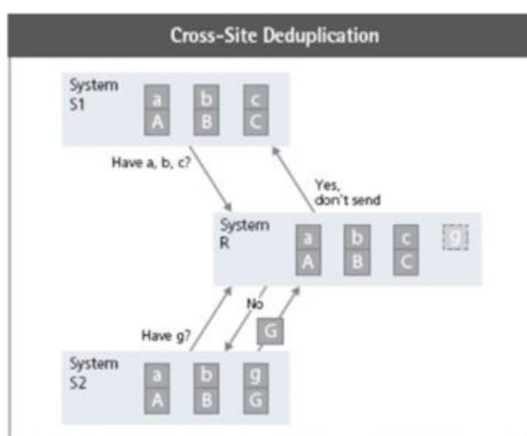 Cross-Site Deduplication
System
S1
a b c
A B C
Have a, b, c?
Yes,
don't send
System
R
a b c g
A B C
No
Have g?
G
System
S2
a b g
A B G